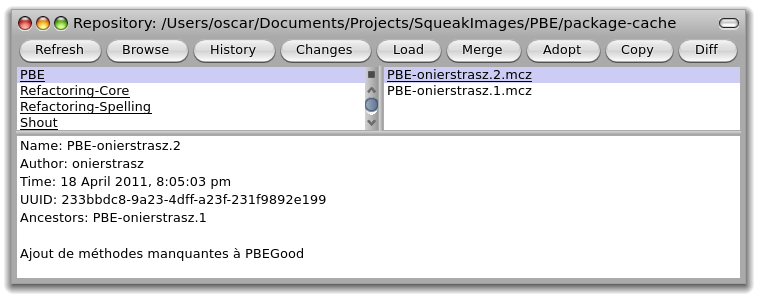 Repository: /Users/oscar/Documents/Projects/SqueakImages/PBE/package-cache
Refresh Browse History Changes Load Merge Adopt Copy Diff
PBE
Refactoring-Core
Refactoring-Spelling
Shout
PBE-onierstrasz.2.mcz
PBE-onierstrasz.1.mcz
Name: PBE-onierstrasz.2
Author: onierstrasz
Time: 18 April 2011, 8:05:03 pm
UUID: 233bbdc8-9a23-4dff-a23f-231f9892e199
Ancestors: PBE-onierstrasz.1
Ajout de méthodes manquantes à PBEGood